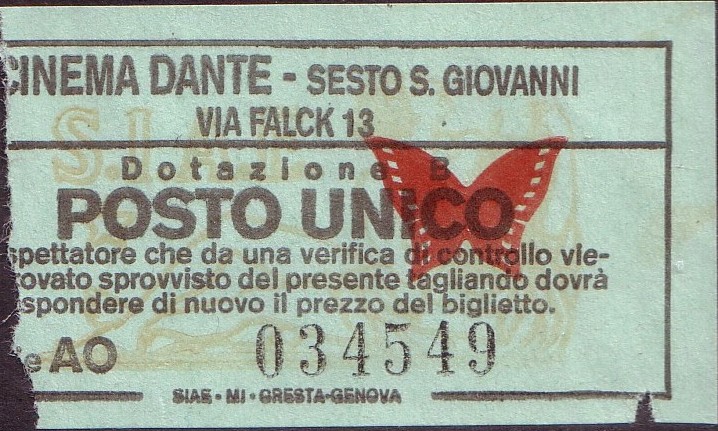 CINEMA DANTE - SESTO S. GIOVANNI
VIA FALCK 13
S.I.A.E.
Dotazione B
POSTO UNICO
spettatore che da una verifica di controllo vie-
ovato sprovvisto del presente tagliando dovrà
spondere di nuovo il prezzo del biglietto.
e AO 034549
SIAE - MI - GRESTA-GENOVA